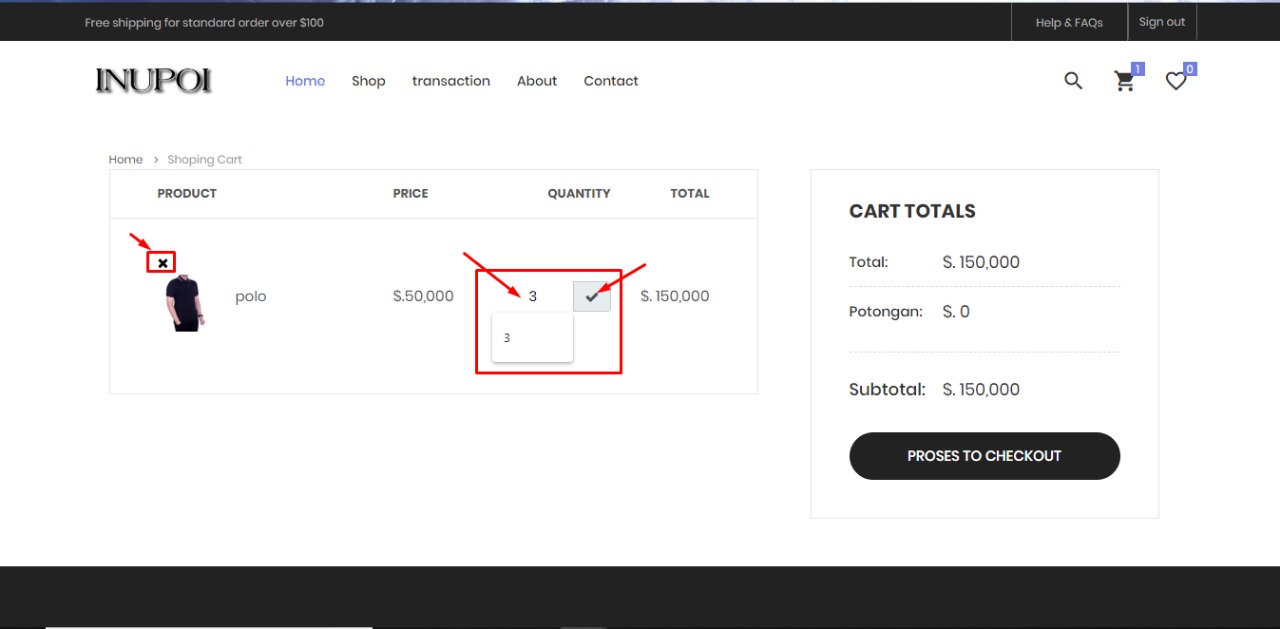 Free shipping for standard order over $100
Help & FAQs
Sign out
INUPOI
Home
Shop
transaction
About
Contact
1
0
Home > Shoping Cart
PRODUCT PRICE QUANTITY TOTAL
polo $.50,000 3 $. 150,000
3
CART TOTALS
Total: $. 150,000
Potongan: $. 0
Subtotal: $. 150,000
PROSES TO CHECKOUT